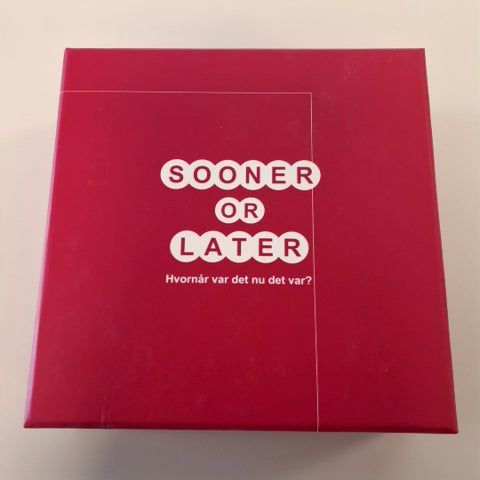 SOONER
OR
LATER
Hvornår var det nu det var?